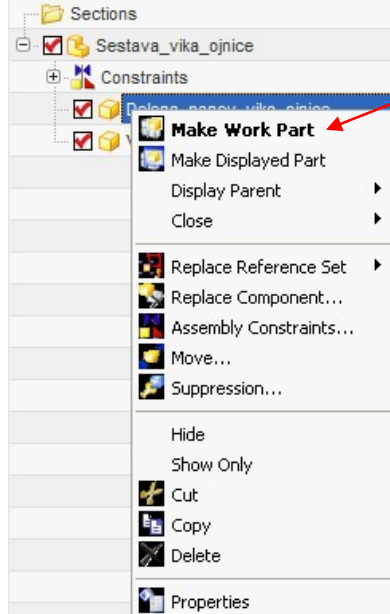 Sections
Sestava_vika_ojnice
Constraints
Make Work Part
Make Displayed Part
Display Parent
Close
Replace Reference Set
Replace Component...
Assembly Constraints...
Move...
Suppression...
Hide
Show Only
Cut
Copy
Delete
Properties